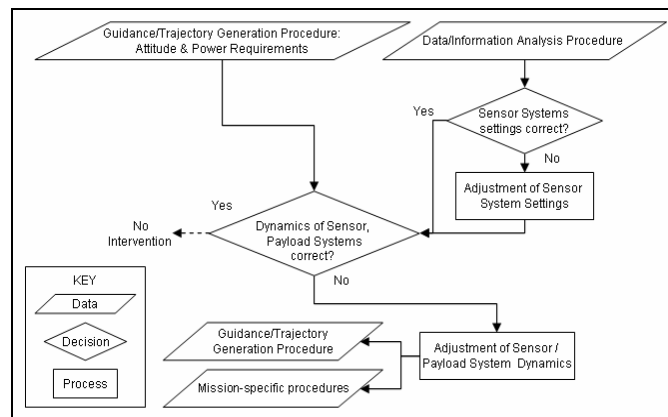 Guidance/Trajectory Generation Procedure:
Attitude & Power Requirements
Data/Information Analysis Procedure
Yes
Sensor Systems
settings correct?
No
Adjustment of Sensor
System Settings
Yes
No
Intervention
Dynamics of Sensor,
Payload Systems
correct?
No
KEY
Data
Decision
Process
Guidance/Trajectory
Generation Procedure
Mission-specific procedures
Adjustment of Sensor /
Payload System Dynamics